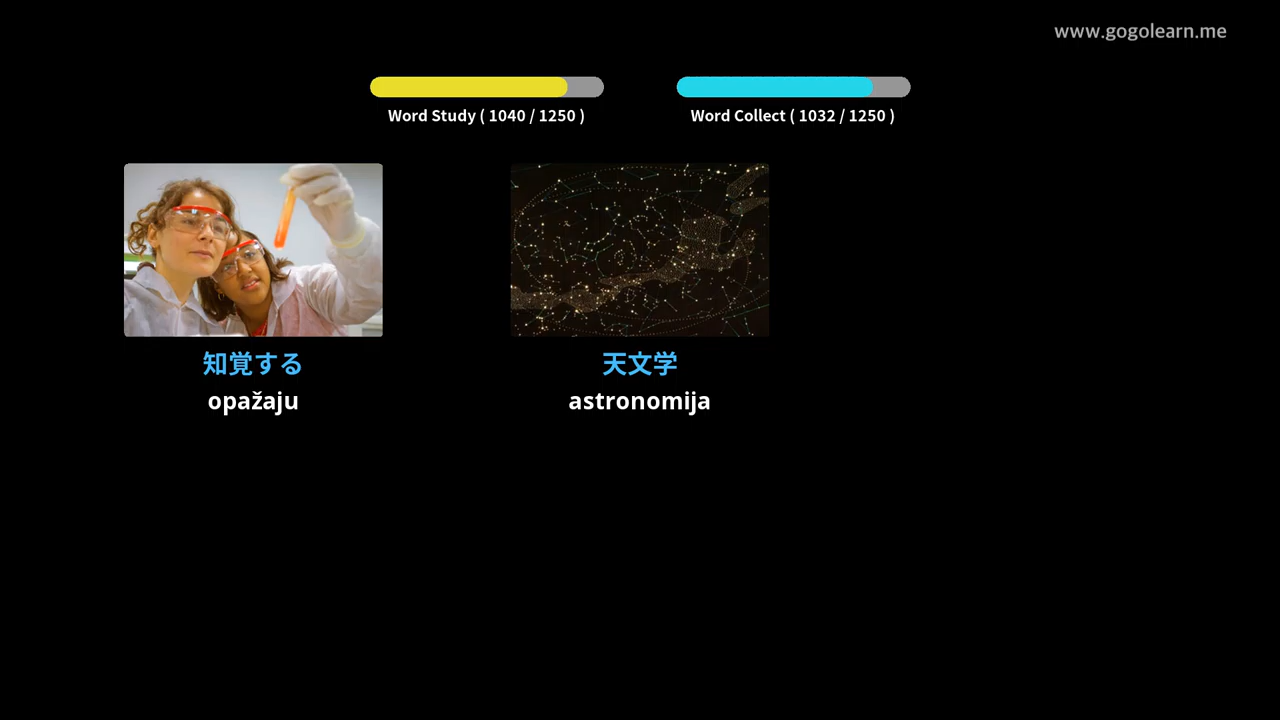 www.gogolearn.me
Word Study ( 1040 / 1250 )
Word Collect ( 1032 / 1250 )
知覚する
opažaju
天文学
astronomija